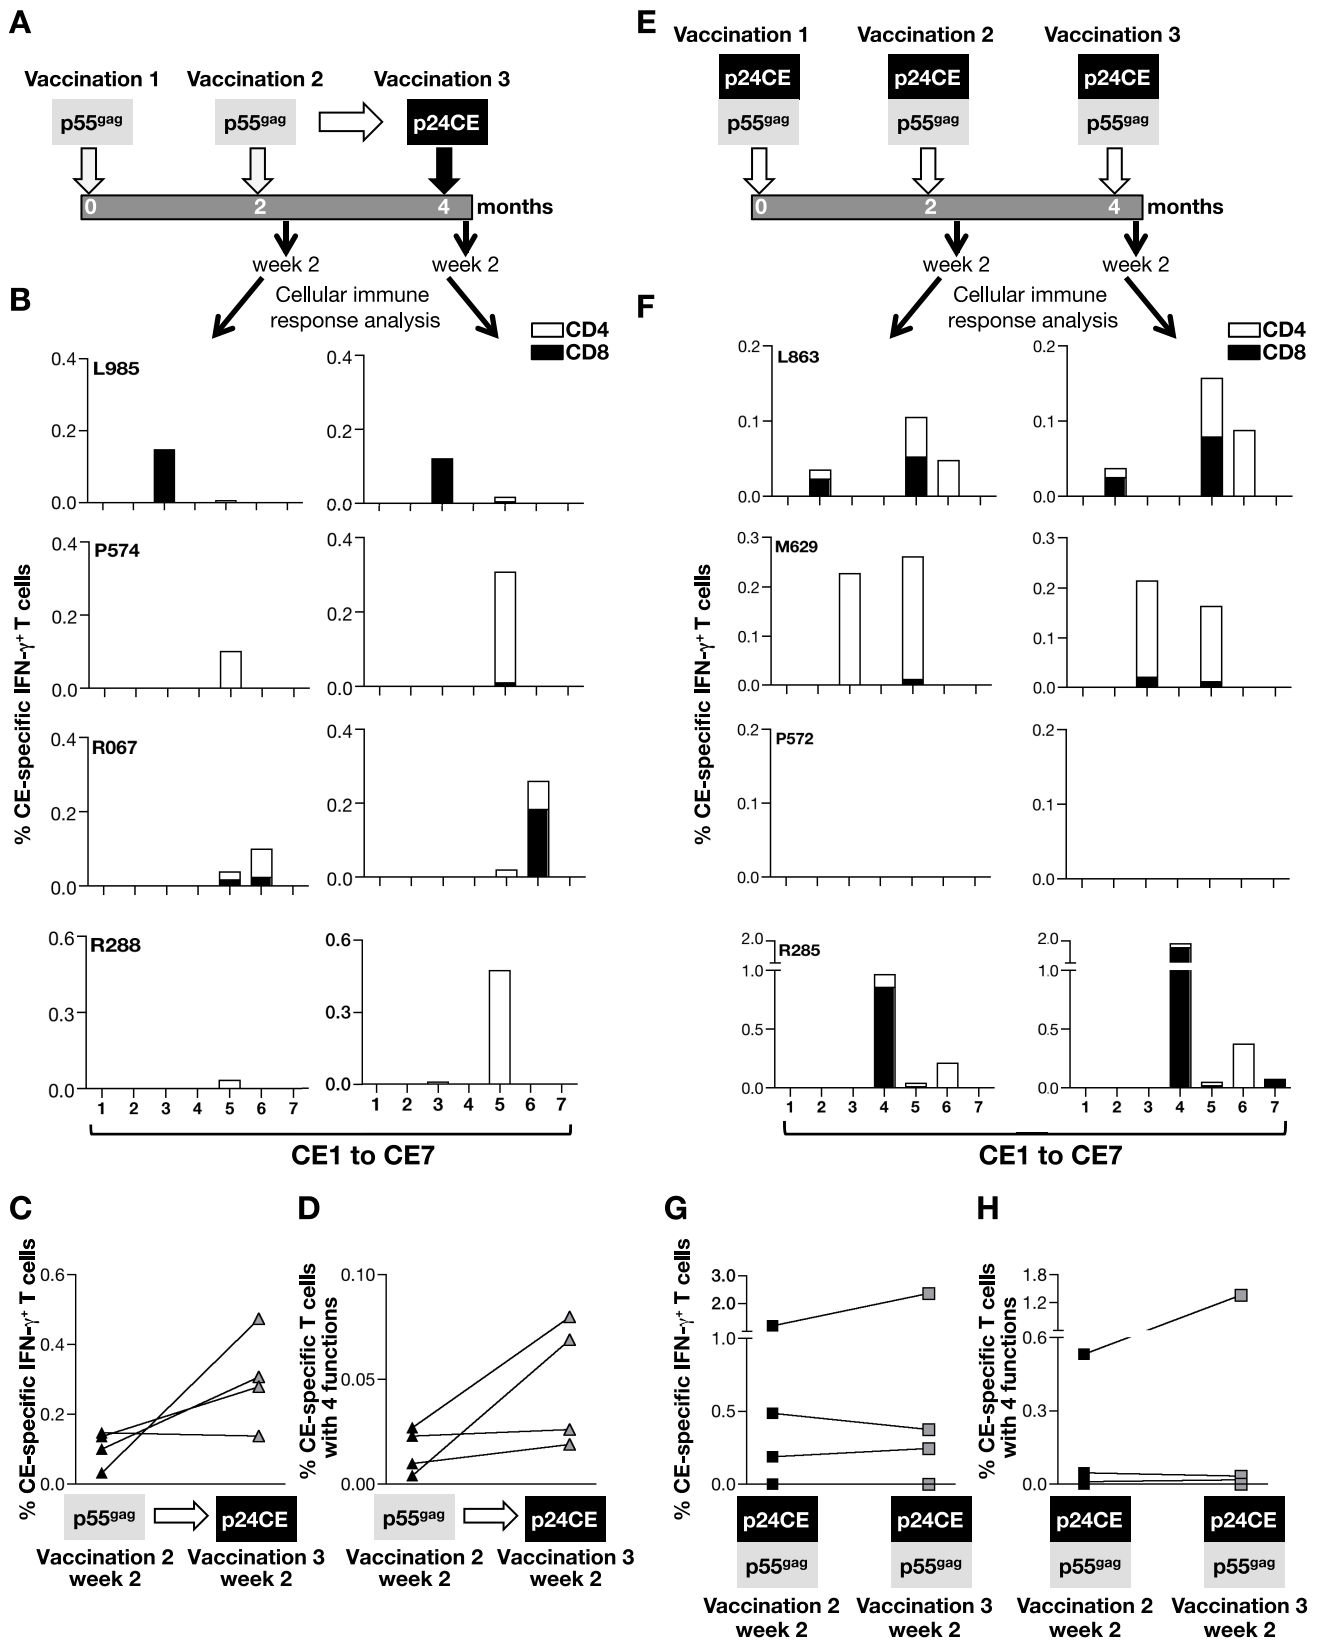 A
Vaccination 1
Vaccination 2
Vaccination 3
p55gag
p55gag
p24CE
0
2
4
months
week 2
week 2
Cellular immune
response analysis
B
CD4
CD8
% CE-specific IFN-γ+ T cells
L985
0.4
0.2
0.0
0.4
0.2
0.0
P574
0.4
0.2
0.0
0.4
0.2
0.0
R067
0.4
0.2
0.0
0.4
0.2
0.0
R288
0.6
0.3
0.0
0.6
0.3
0.0
1 2 3 4 5 6 7
1 2 3 4 5 6 7
CE1 to CE7
C
% CE-specific IFN-γ+ T cells
0.6
0.4
0.2
0.0
p55gag
p24CE
Vaccination 2
week 2
Vaccination 3
week 2
D
% CE-specific T cells
with 4 functions
0.10
0.05
0.00
p55gag
p24CE
Vaccination 2
week 2
Vaccination 3
week 2
E
Vaccination 1
Vaccination 2
Vaccination 3
p24CE
p55gag
p24CE
p55gag
p24CE
p55gag
0
2
4
months
week 2
week 2
Cellular immune
response analysis
F
CD4
CD8
% CE-specific IFN-γ+ T cells
L863
0.2
0.1
0.0
0.2
0.1
0.0
M629
0.3
0.2
0.1
0.0
0.3
0.2
0.1
0.0
P572
0.2
0.1
0.0
0.2
0.1
0.0
R285
2.0
1.0
0.5
0.0
2.0
1.0
0.5
0.0
1 2 3 4 5 6 7
1 2 3 4 5 6 7
CE1 to CE7
G
% CE-specific IFN-γ+ T cells
3.0
2.0
1.0
0.5
0.0
p24CE
p55gag
p24CE
p55gag
Vaccination 2
week 2
Vaccination 3
week 2
H
% CE-specific T cells
with 4 functions
1.8
1.2
0.6
0.3
0.0
p24CE
p55gag
p24CE
p55gag
Vaccination 2
week 2
Vaccination 3
week 2